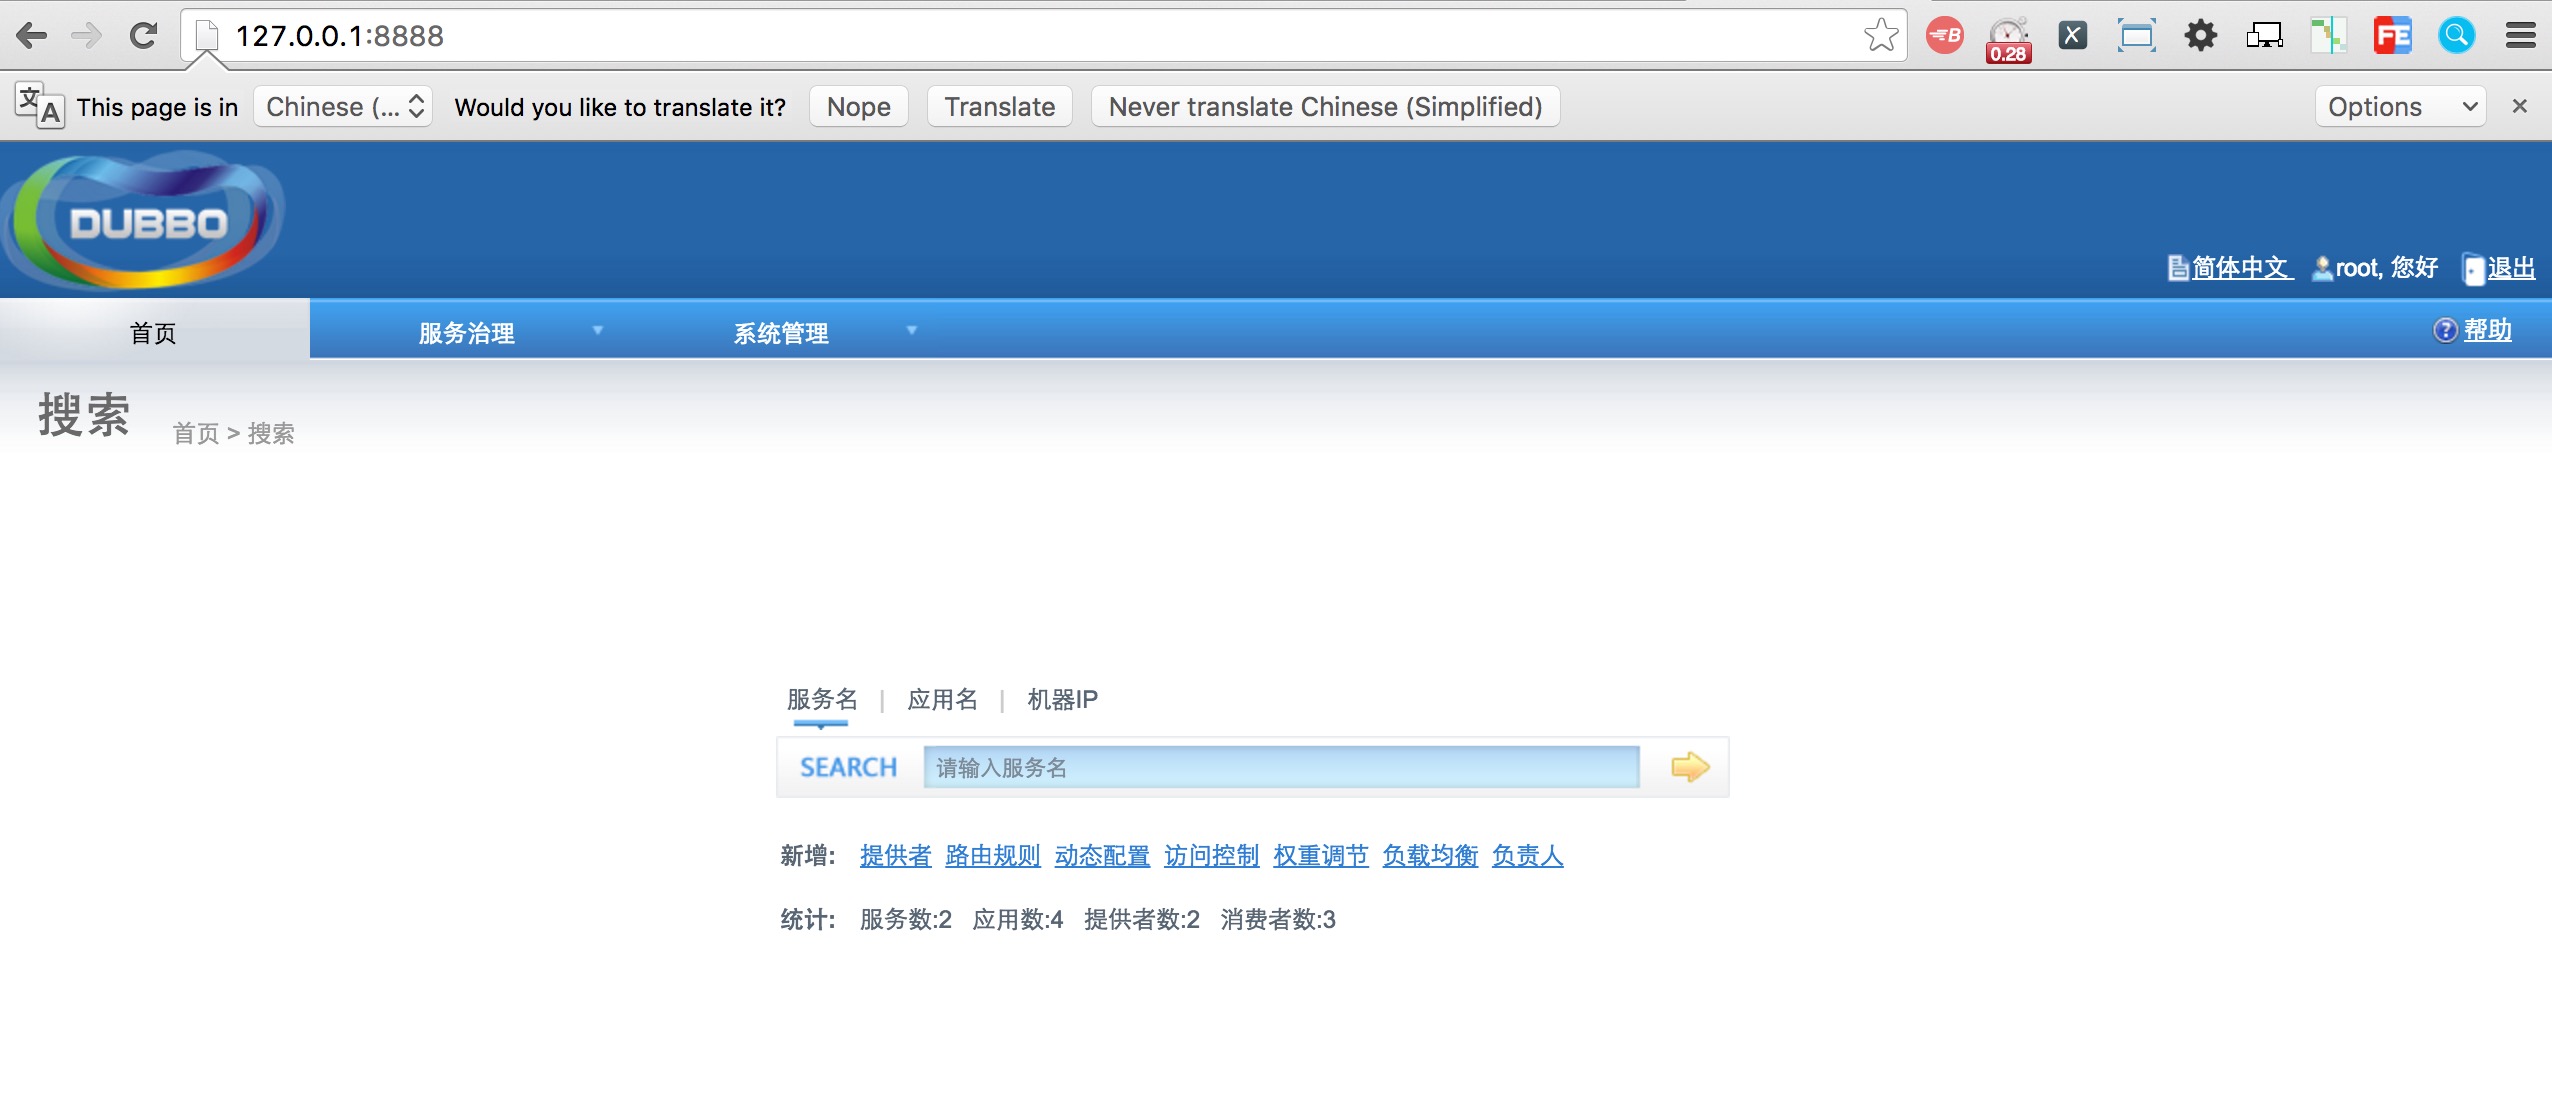 127.0.0.1:8888
0.28
This page is in Chinese (... Would you like to translate it? Nope Translate Never translate Chinese (Simplified) Options
DUBBO
简体中文 root, 您好 退出
首页 服务治理 系统管理 帮助
搜索 首页 > 搜索
服务名 | 应用名 | 机器IP
SEARCH 请输入服务名
新增: 提供者 路由规则 动态配置 访问控制 权重调节 负载均衡 负责人
统计: 服务数:2 应用数:4 提供者数:2 消费者数:3